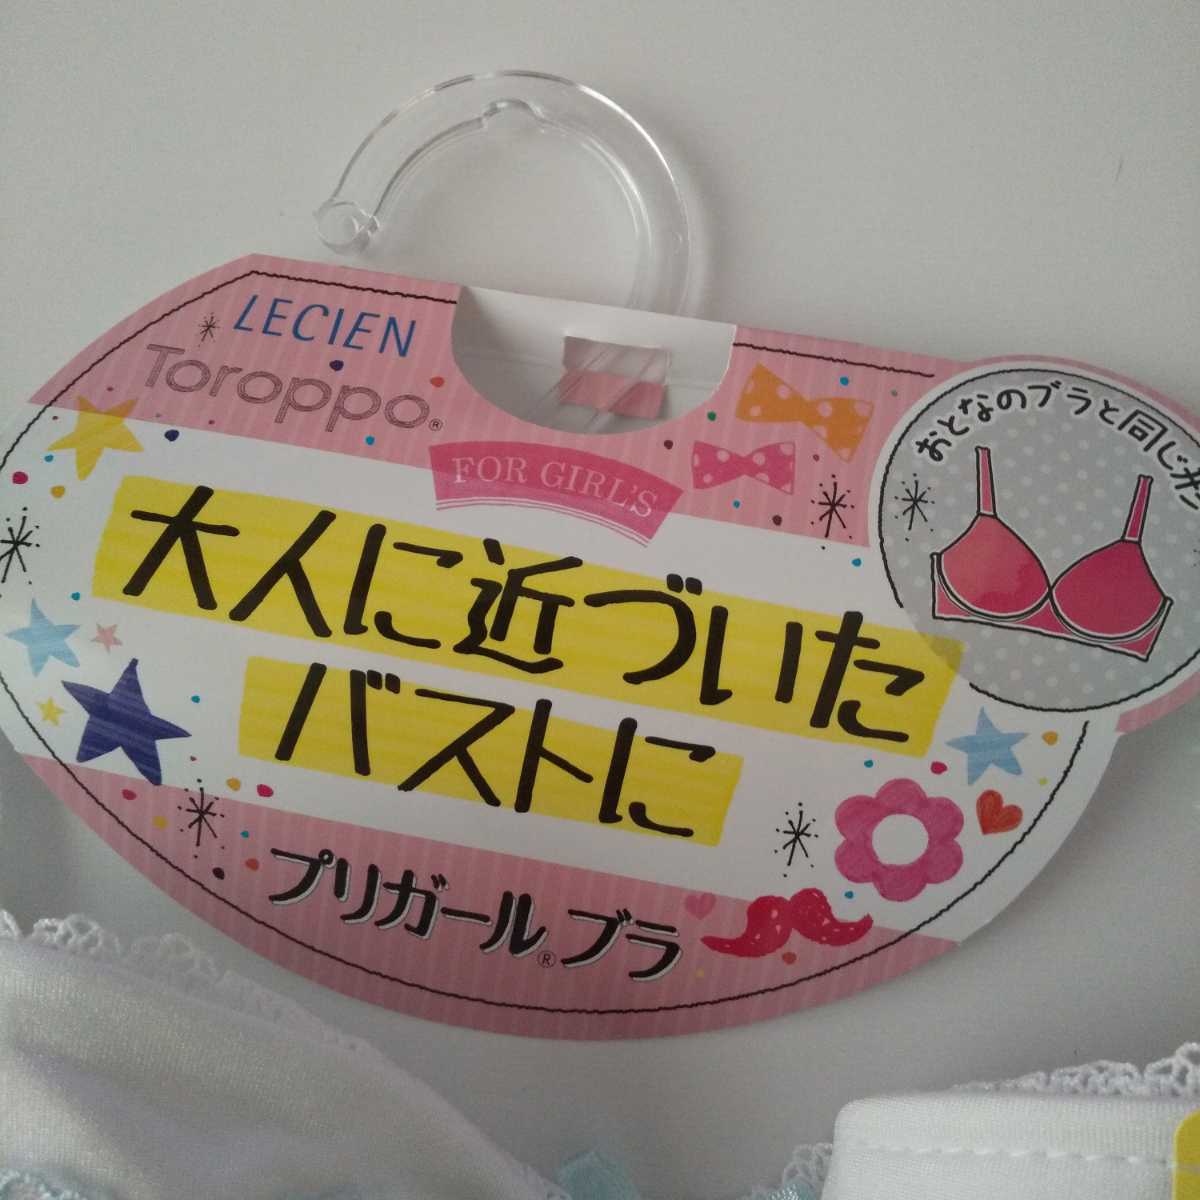 LECIEN
Toroppo®
FOR GIRL'S
おとなのブラと同じ
大人に近づいた
バストに
プリガール®ブラ